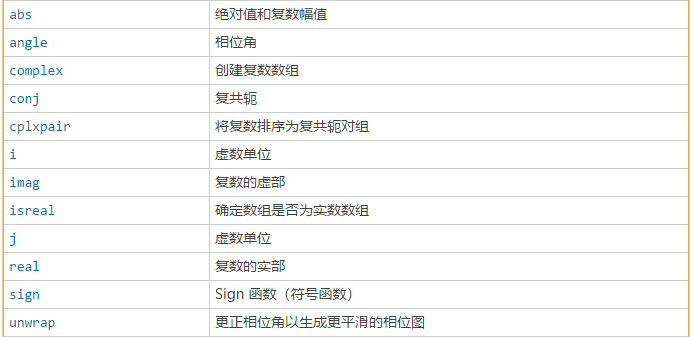 abs 绝对值和复数幅值
angle 相位角
complex 创建复数数组
conj 复共轭
cplxpair 将复数排序为复共轭对组
i 虚数单位
imag 复数的虚部
isreal 确定数组是否为实数数组
j 虚数单位
real 复数的实部
sign Sign 函数（符号函数）
unwrap 更正相位角以生成更平滑的相位图